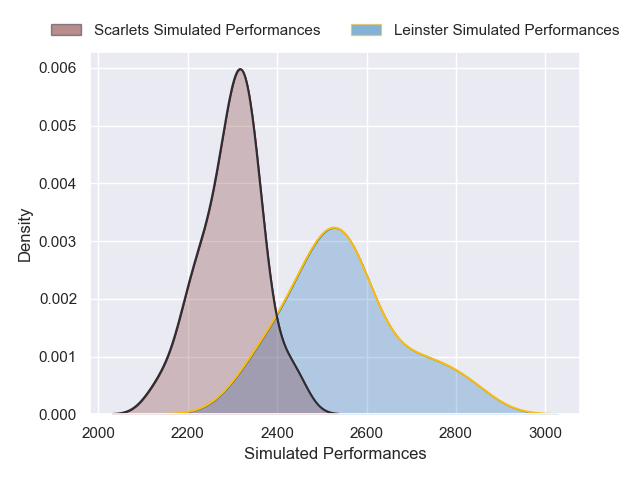 Scarlets Simulated Performances Leinster Simulated Performances
0.006
0.005
0.004
0.003
0.002
0.001
0.000
Density
2000 2200 2400 2600 2800 3000
Simulated Performances